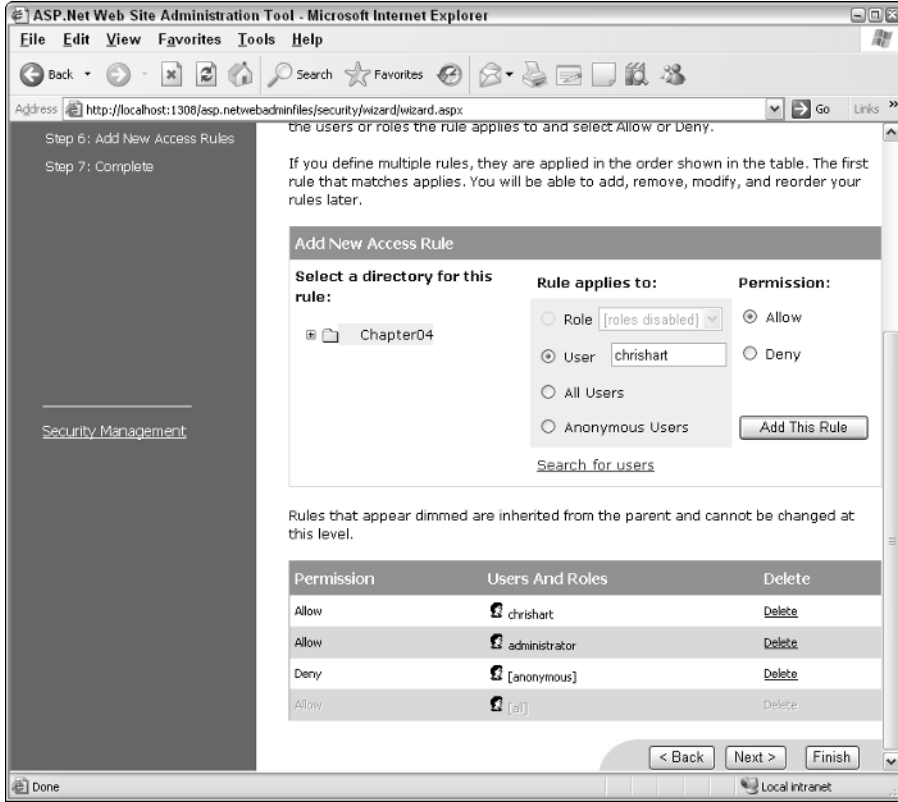 ASP.Net Web Site Administration Tool - Microsoft Internet Explorer
File Edit View Favorites Tools Help
Back Search Favorites
Address http://localhost:1308/asp.netwebadminfiles/security/wizard/wizard.aspx Go Links »
Step 6: Add New Access Rules
Step 7: Complete
Security Management
the users or roles the rule applies to and select Allow or Deny.
If you define multiple rules, they are applied in the order shown in the table. The first
rule that matches applies. You will be able to add, remove, modify, and reorder your
rules later.
Add New Access Rule
Select a directory for this
rule:
Chapter04
Rule applies to:
Role [roles disabled]
User chrishart
All Users
Anonymous Users
Search for users
Permission:
Allow
Deny
Add This Rule
Rules that appear dimmed are inherited from the parent and cannot be changed at
this level.
Permission Users And Roles Delete
Allow chrishart Delete
Allow administrator Delete
Deny [anonymous] Delete
Allow [all] Delete
< Back Next > Finish
Done Local intranet